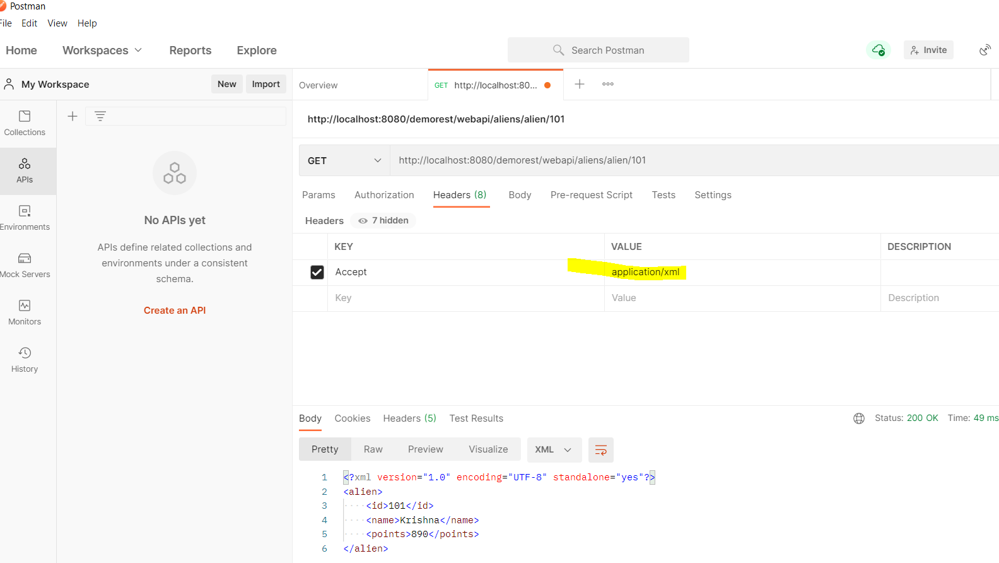 Postman
File Edit View Help
Home Workspaces Reports Explore Search Postman Invite
My Workspace New Import
Overview GET http://localhost:80... ooo
Collections
APIs
Environments
Mock Servers
Monitors
History
No APIs yet
APIs define related collections and
environments under a consistent
schema.
Create an API
http://localhost:8080/demorest/webapi/aliens/alien/101
GET http://localhost:8080/demorest/webapi/aliens/alien/101
Params Authorization Headers (8) Body Pre-request Script Tests Settings
Headers 7 hidden
KEY VALUE DESCRIPTION
Accept application/xml
Key Value Description
Body Cookies Headers (5) Test Results Status: 200 OK Time: 49 ms
Pretty Raw Preview Visualize XML
1 <?xml version="1.0" encoding="UTF-8" standalone="yes"?>
2 <alien>
3 <id>101</id>
4 <name>Krishna</name>
5 <points>890</points>
6 </alien>